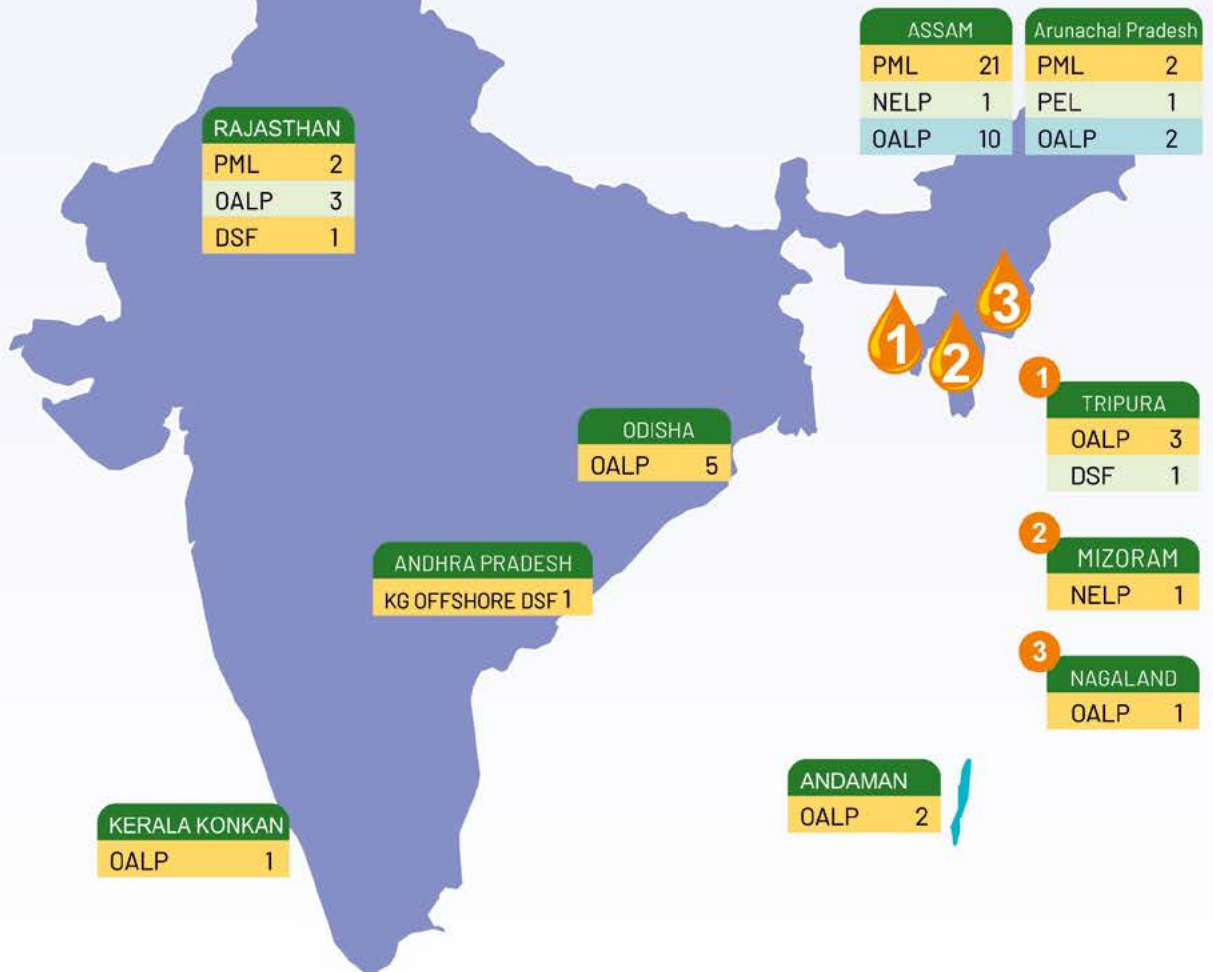 ASSAM
PML 21
NELP 1
OALP 10
Arunachal Pradesh
PML 2
PEL 1
OALP 2
RAJASTHAN
PML 2
OALP 3
DSF 1
1
2
3
ODISHA
OALP 5
ANDHRA PRADESH
KG OFFSHORE DSF 1
1
TRIPURA
OALP 3
DSF 1
2
MIZORAM
NELP 1
3
NAGALAND
OALP 1
ANDAMAN
OALP 2
KERALA KONKAN
OALP 1